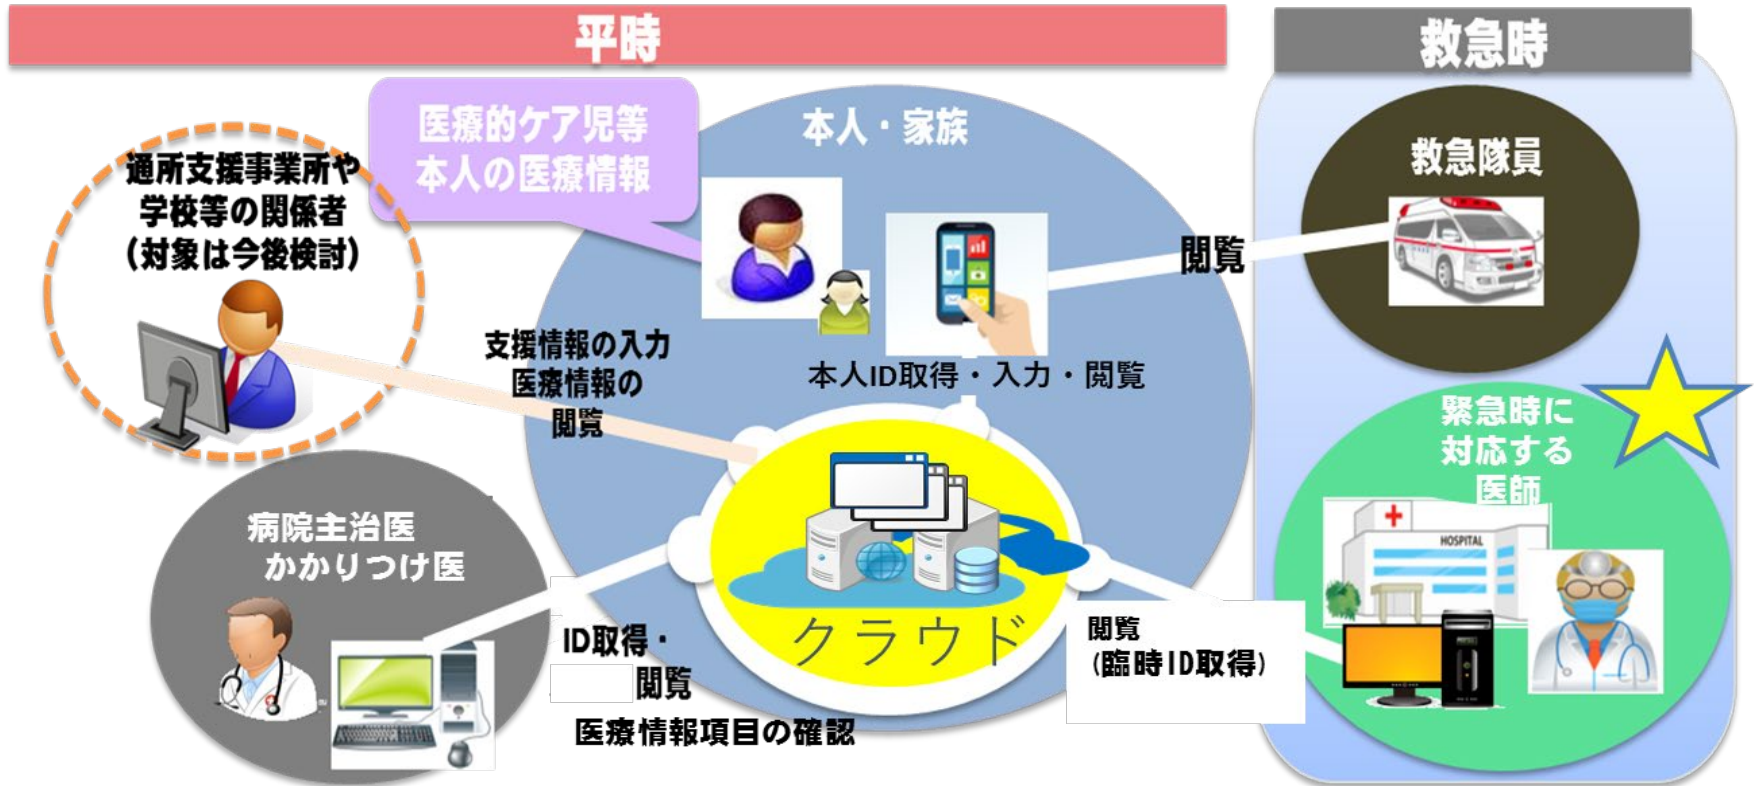 平時
救急時
医療的ケア児等
本人の医療情報
本人・家族
救急隊員
通所支援事業所や
学校等の関係者
(対象は今後検討)
閲覧
支援情報の入力
医療情報の
閲覧
本人ID取得・入力・閲覧
緊急時に
対応する
医師
HOSPITAL
病院主治医
かかりつけ医
クラウド
ID取得・
閲覧
医療情報項目の確認
閲覧
(臨時ID取得)